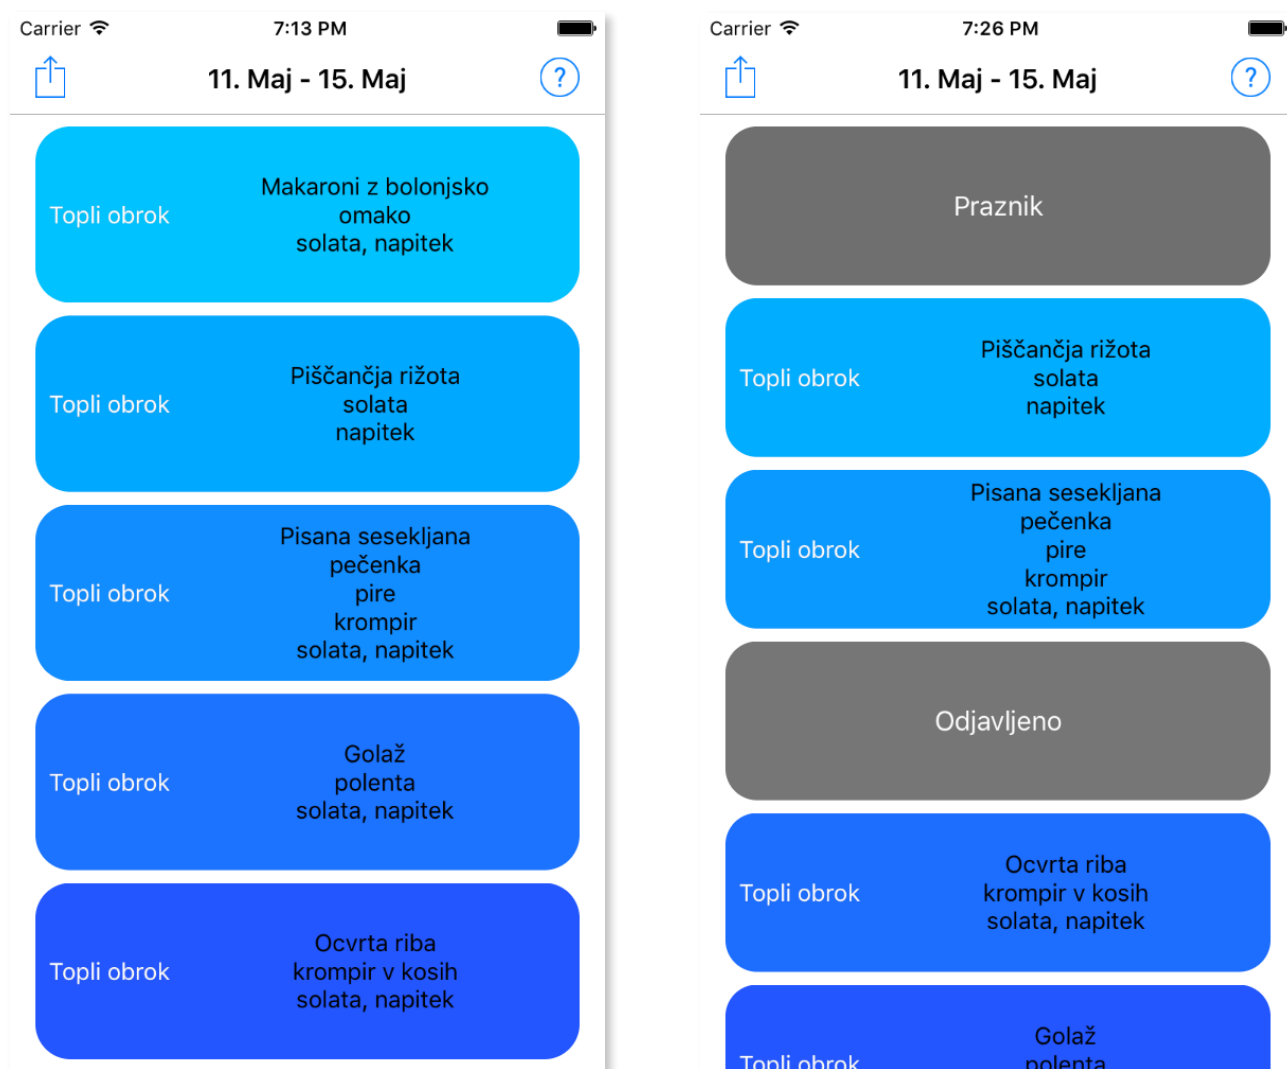 Carrier
7:13 PM
11. Maj - 15. Maj
?
Topli obrok
Makaroni z bolonjsko
omako
solata, napitek
Topli obrok
Piščančja rižota
solata
napitek
Topli obrok
Pisana sesekljana
pečenka
pire
krompir
solata, napitek
Topli obrok
Golaž
polenta
solata, napitek
Topli obrok
Ocvrta riba
krompir v kosih
solata, napitek
Carrier
7:26 PM
11. Maj - 15. Maj
?
Praznik
Topli obrok
Piščančja rižota
solata
napitek
Topli obrok
Pisana sesekljana
pečenka
pire
krompir
solata, napitek
Odjavljeno
Topli obrok
Ocvrta riba
krompir v kosih
solata, napitek
Topli obrok
Golaž
polenta